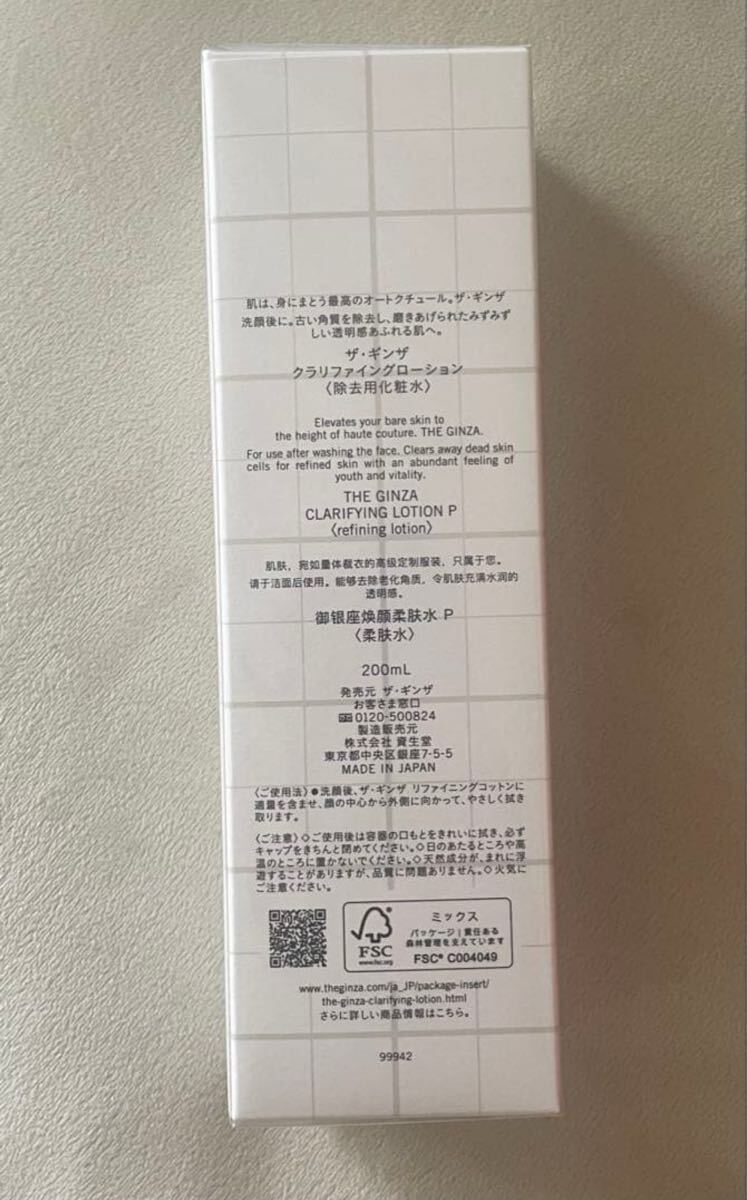 肌は、身にまとう最高のオートクチュール。ザ・ギンザ
洗顔後に。古い角質を除去し、磨きあげられたみずみず
しい透明感あふれる肌へ。
ザ・ギンザ
クラリファイングローション
〈除去用化粧水〉
Elevates your bare skin to
the height of haute couture. THE GINZA.
For use after washing the face. Clears away dead skin
cells for refined skin with an abundant feeling of
youth and vitality.
THE GINZA
CLARIFYING LOTION P
〈refining lotion〉
肌肤，宛如量体裁衣的高级定制服装，只属于您。
请于洁面后使用。能够去除老化角质，令肌肤充满水润的
透明感。
御银座焕颜柔肤水 P
〈柔肤水〉
200mL
発売元 ザ・ギンザ
お客さま窓口
0120-500824
製造販売元
株式会社 資生堂
東京都中央区銀座7-5-5
MADE IN JAPAN
〈ご使用法〉●洗顔後、ザ・ギンザ リファイニングコットンに
適量を含ませ、顔の中心から外側に向かって、やさしく拭き
取ります。
〈ご注意〉◇ご使用後は容器の口もとをきれいに拭き、必ず
キャップをきちんと閉めてください。◇日のあたるところや高
温のところに置かないでください。◇天然成分が、まれに浮
遊することがありますが、品質に問題ありません。◇火気に
ご注意ください。
FSC
www.fsc.org
ミックス
パッケージ｜責任ある
森林管理を支えています
FSC® C004049
www.theginza.com/ja_JP/package-insert/
the-ginza-clarifying-lotion.html
さらに詳しい商品情報はこちら。
99942